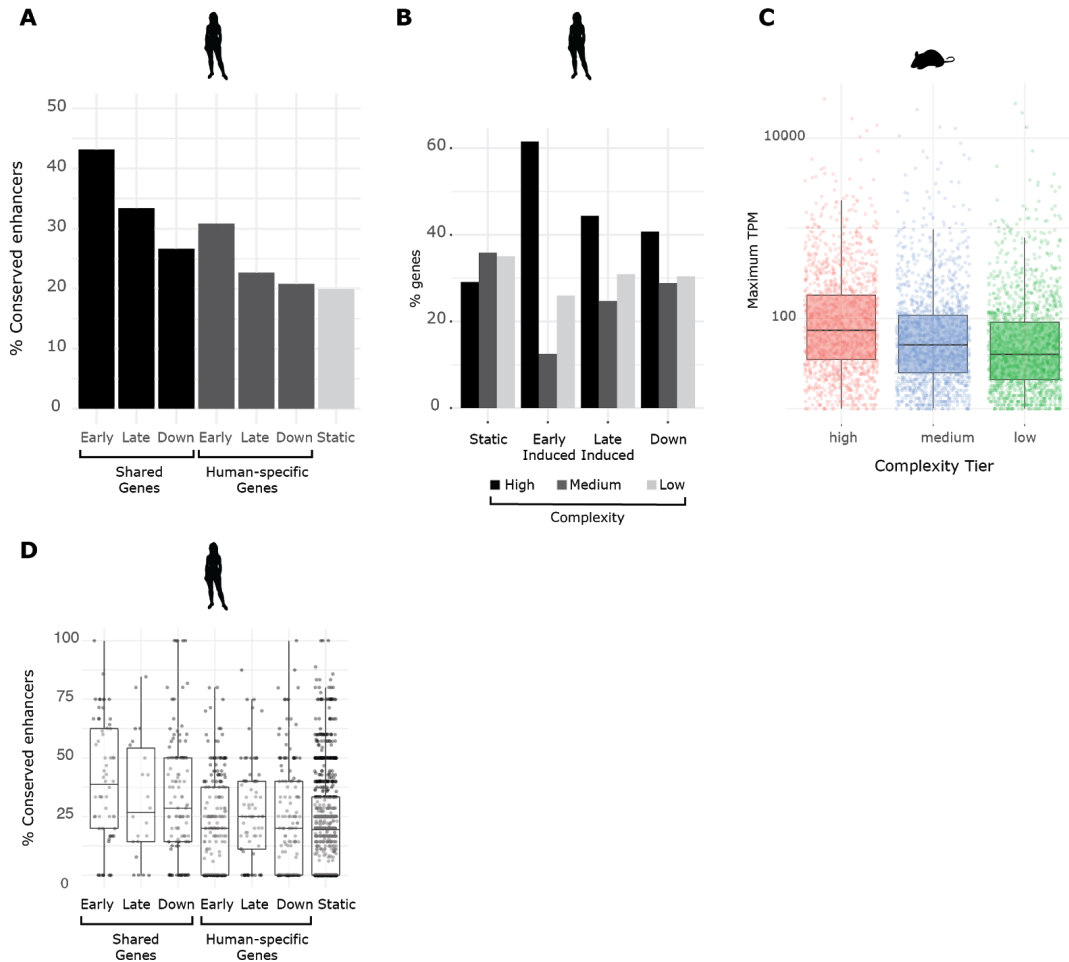 A
% Conserved enhancers
50
40
30
20
10
0
Early Late Down Early Late Down Static
Shared Genes
Human-specific Genes
B
% genes
60
40
20
0
Static
Early Induced
Late Induced
Down
High Medium Low
Complexity
C
Maximum TPM
10000
100
high medium low
Complexity Tier
D
% Conserved enhancers
100
75
50
25
0
Early Late Down Early Late Down Static
Shared Genes
Human-specific Genes